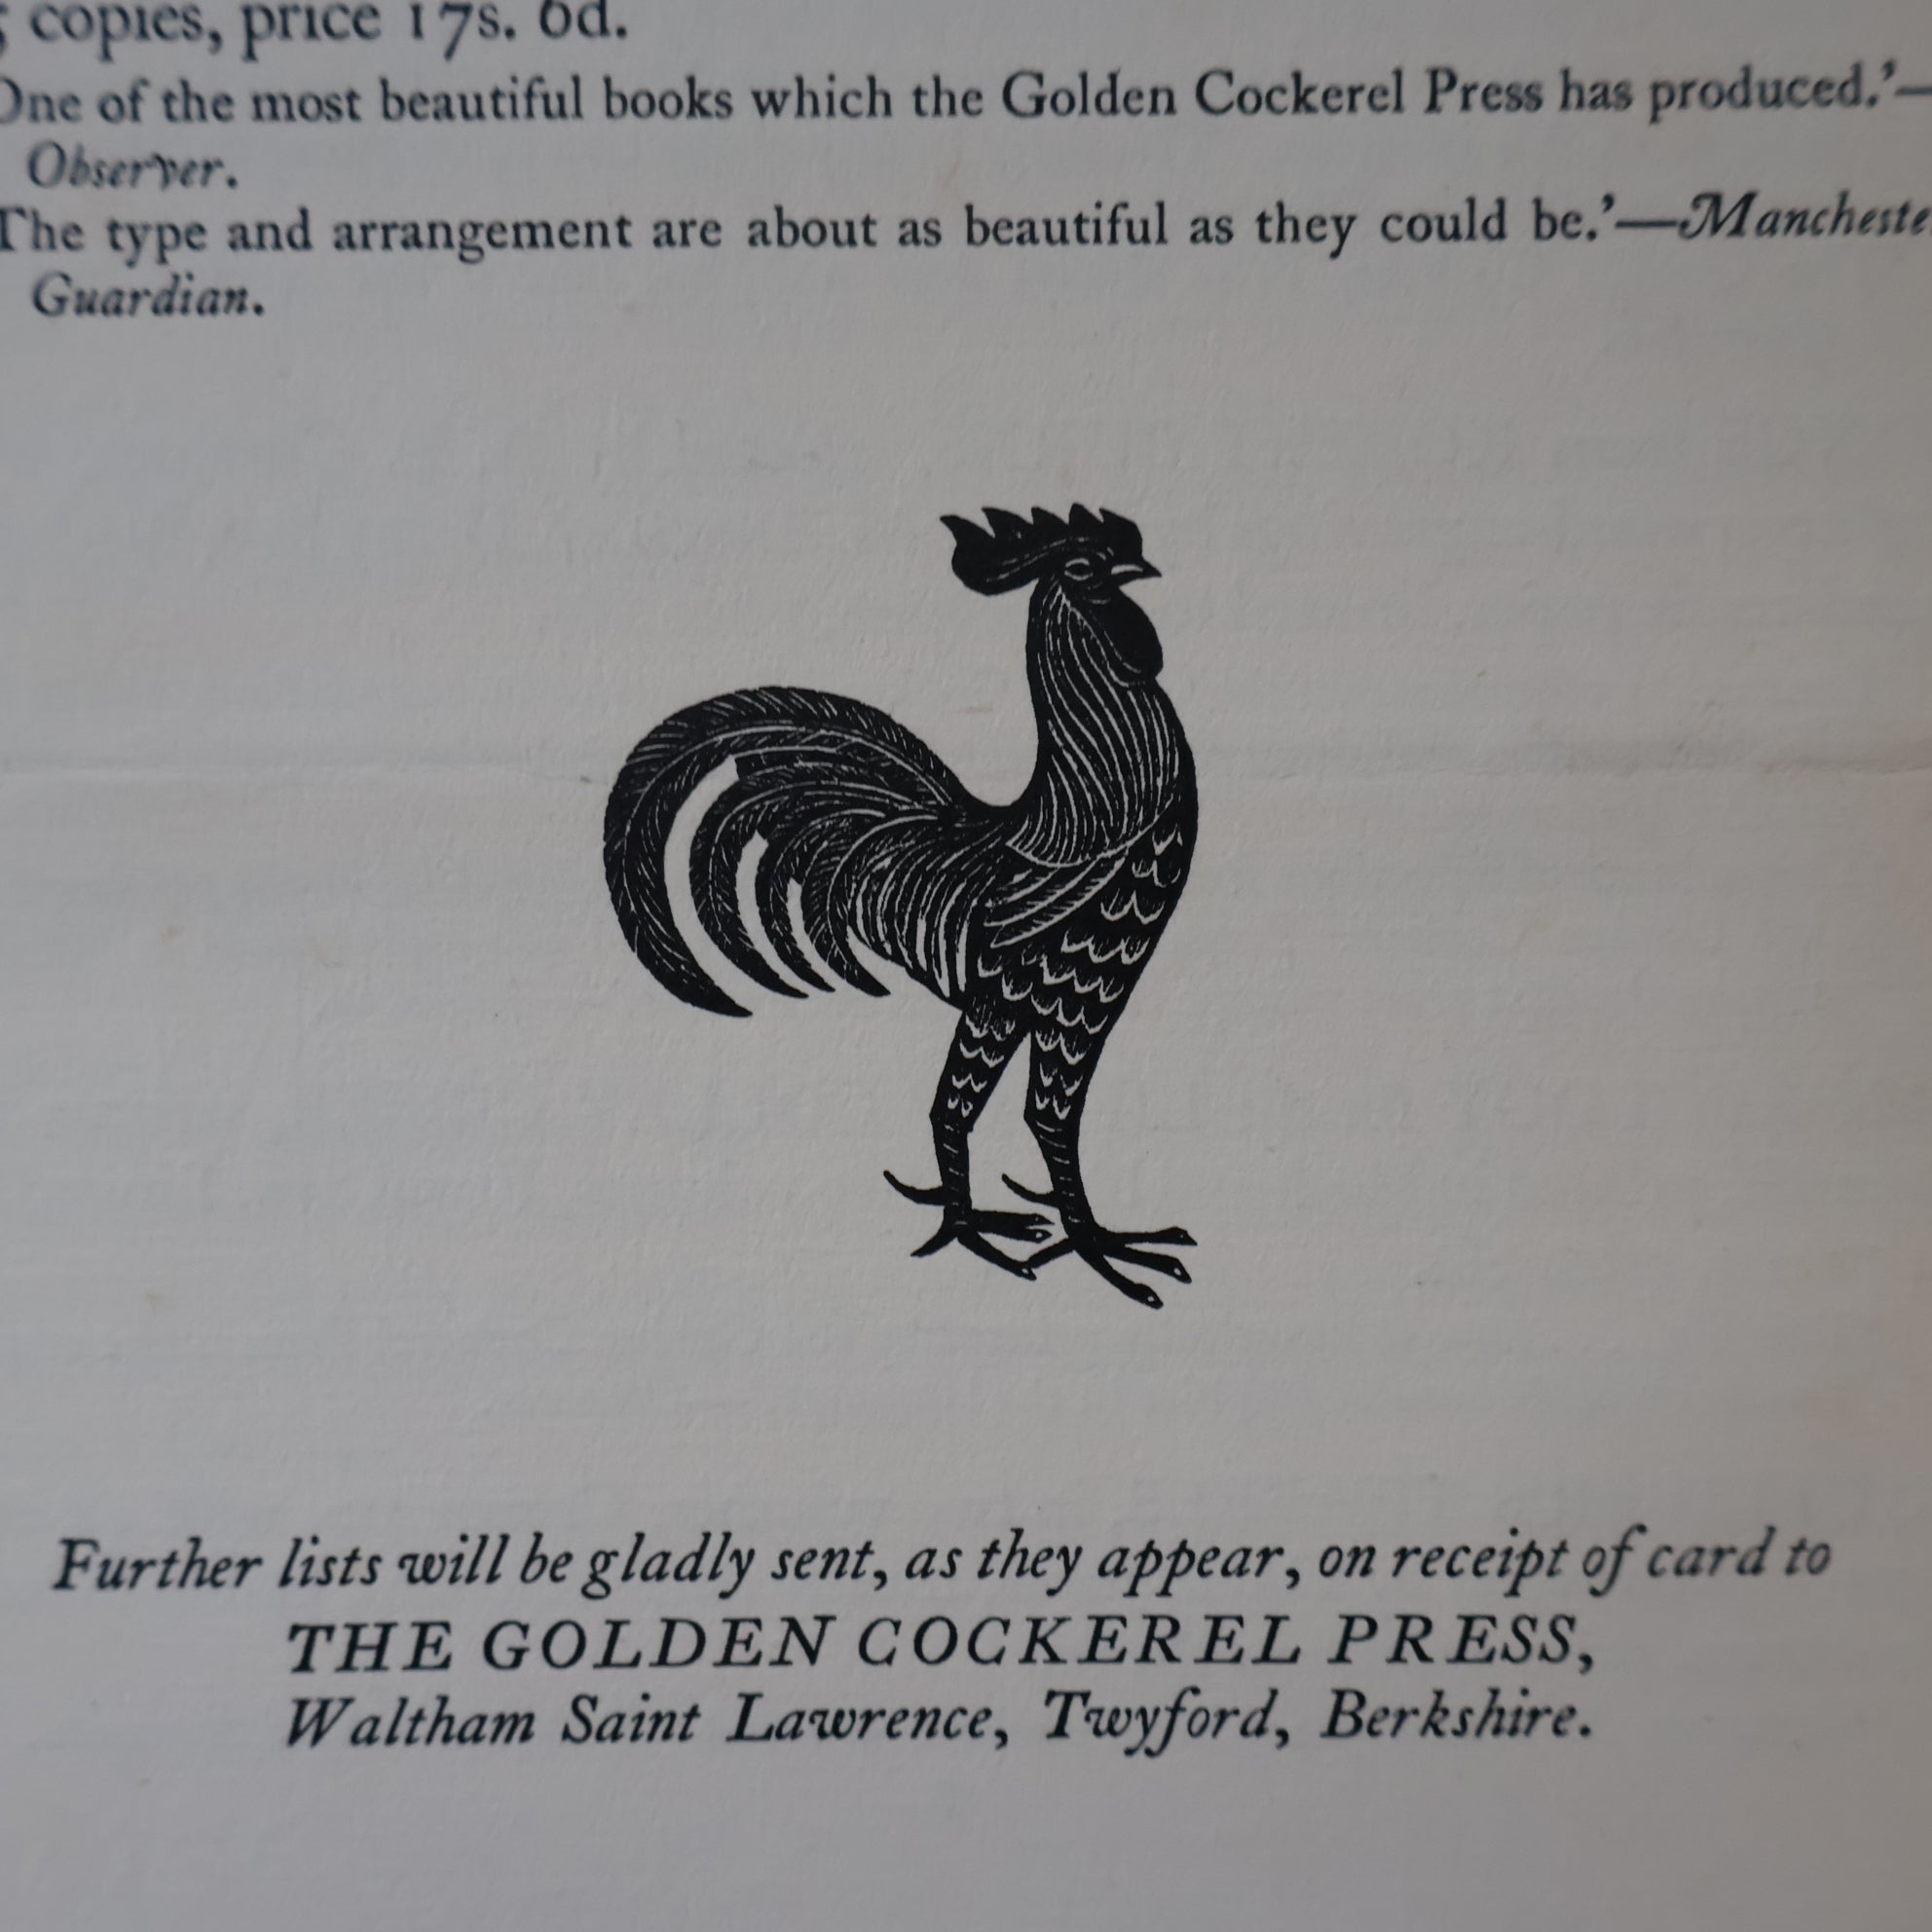 copies, price 17s. 6d.
One of the most beautiful books which the Golden Cockerel Press has produced.'—
Observer.
The type and arrangement are about as beautiful as they could be.'—Manchester
Guardian.
Further lists will be gladly sent, as they appear, on receipt of card to
THE GOLDEN COCKEREL PRESS,
Waltham Saint Lawrence, Twyford, Berkshire.